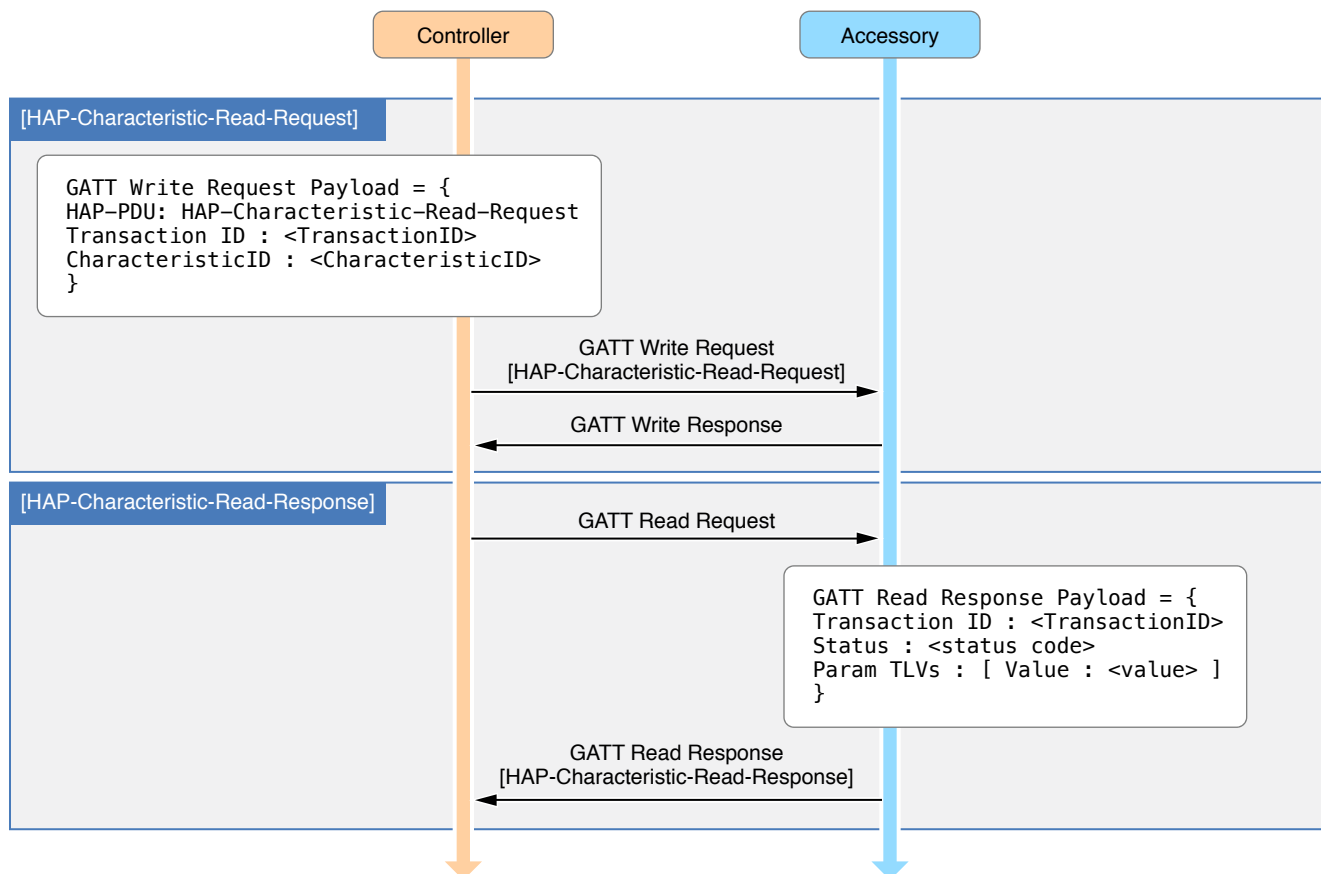 Controller
Accessory
[HAP-Characteristic-Read-Request]
GATT Write Request Payload = {
HAP-PDU: HAP-Characteristic-Read-Request
Transaction ID : <TransactionID>
CharacteristicID : <CharacteristicID>
}
GATT Write Request
[HAP-Characteristic-Read-Request]
GATT Write Response
[HAP-Characteristic-Read-Response]
GATT Read Request
GATT Read Response Payload = {
Transaction ID : <TransactionID>
Status : <status code>
Param TLVs : [ Value : <value> ]
}
GATT Read Response
[HAP-Characteristic-Read-Response]